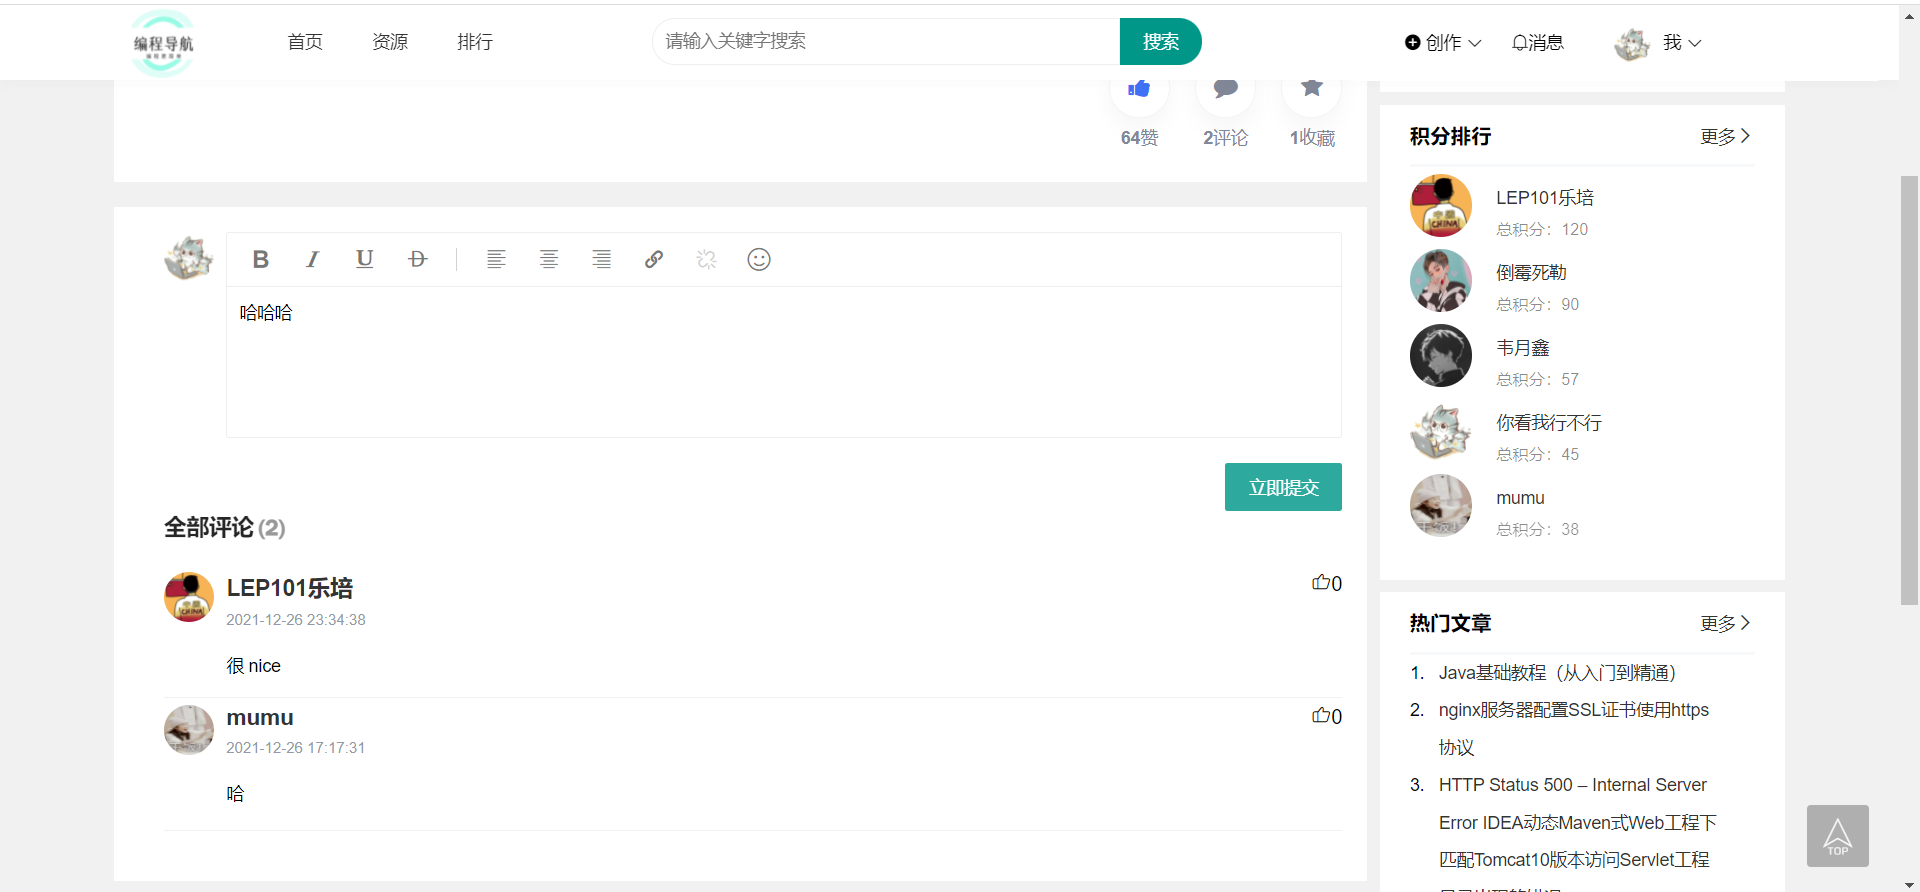 编程导航
首页 资源 排行
请输入关键字搜索
搜索
创作
消息
我
64赞
2评论
1收藏
B I U D
哈哈哈
立即提交
全部评论 (2)
LEP101乐培
2021-12-26 23:34:38
0
很 nice
mumu
2021-12-26 17:17:31
0
哈
积分排行
更多
LEP101乐培
总积分：120
倒霉死勒
总积分：90
韦月鑫
总积分：57
你看我行不行
总积分：45
mumu
总积分：38
热门文章
更多
1. Java基础教程（从入门到精通）
2. nginx服务器配置SSL证书使用https
协议
3. HTTP Status 500 – Internal Server
Error IDEA动态Maven式Web工程下
匹配Tomcat10版本访问Servlet工程
TOP